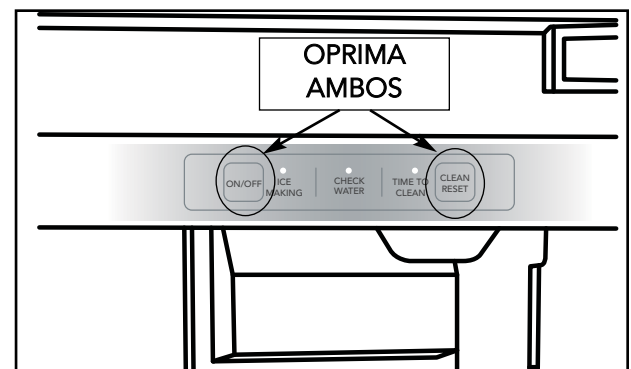 OPRIMA
AMBOS
ON/OFF
ICE
MAKING
CHECK
WATER
TIME TO
CLEAN
CLEAN
RESET